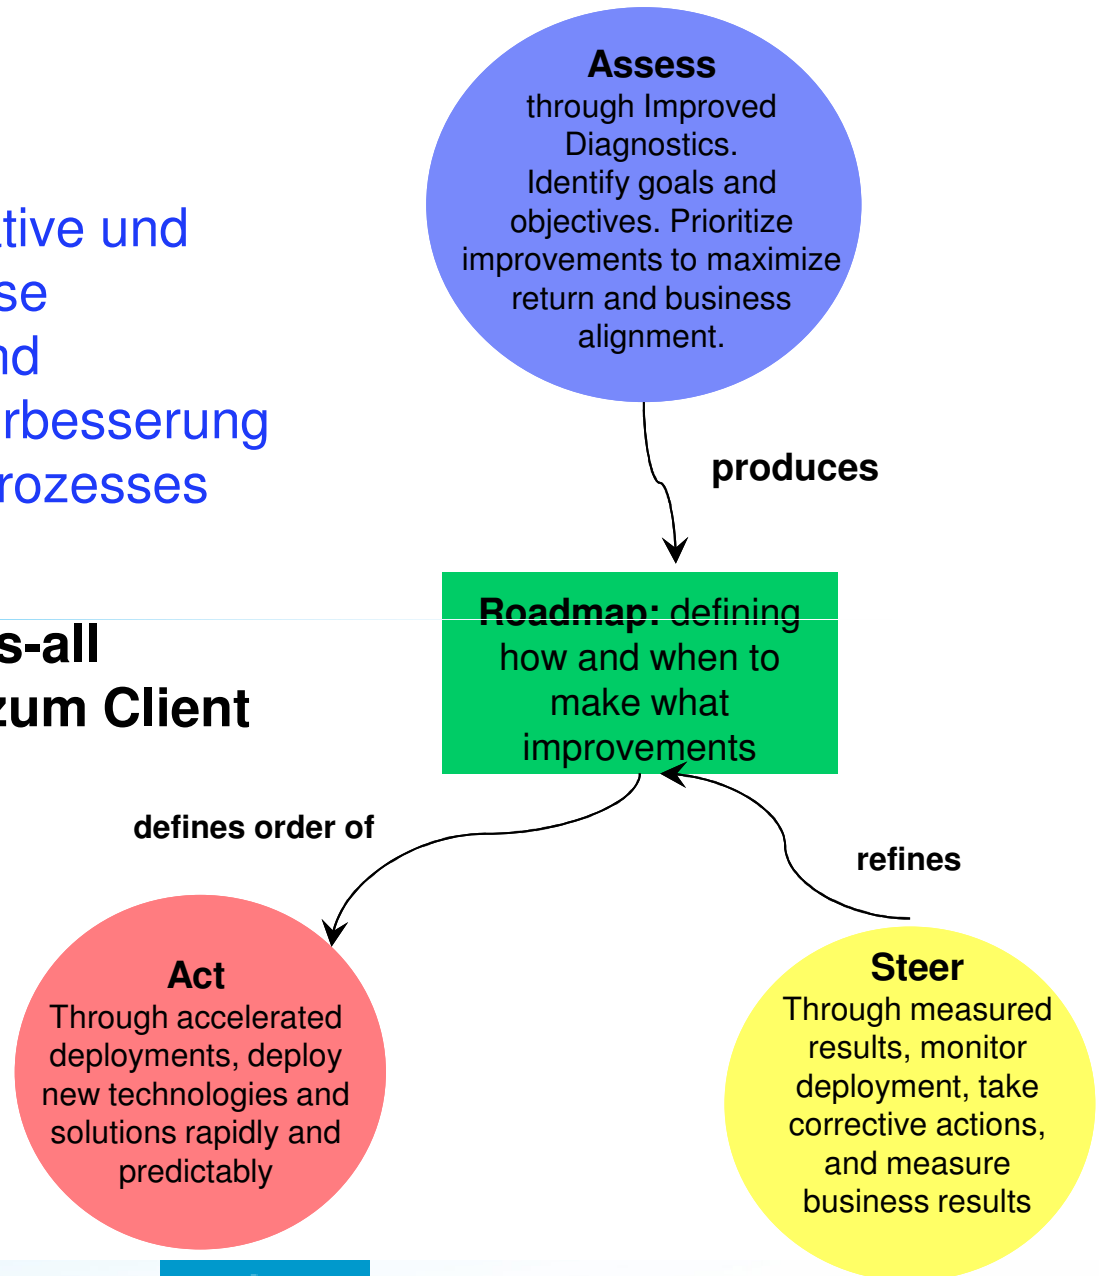 ative und
se
nd
rbesserung
rozesses
s-all
zum Client
Assess
through Improved
Diagnostics.
Identify goals and
objectives. Prioritize
improvements to maximize
return and business
alignment.
produces
Roadmap: defining
how and when to
make what
improvements
defines order of
refines
Act
Through accelerated
deployments, deploy
new technologies and
solutions rapidly and
predictably
Steer
Through measured
results, monitor
deployment, take
corrective actions,
and measure
business results